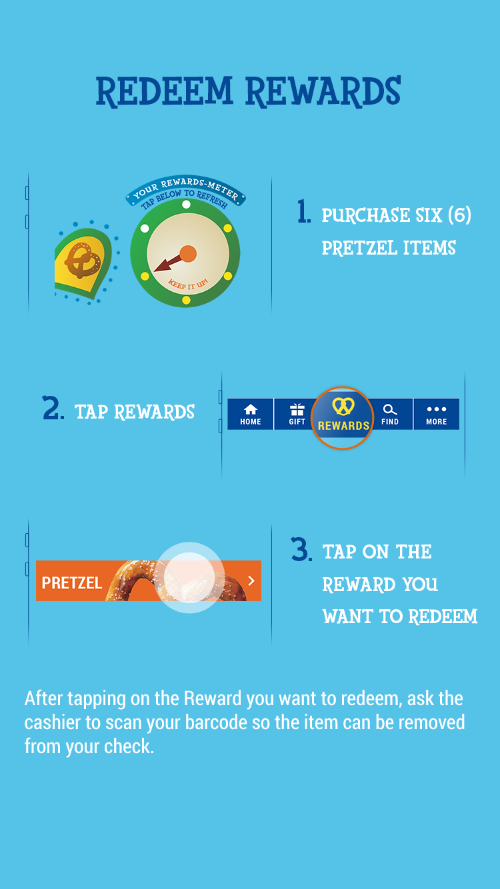 REDEEM REWARDS
YOUR REWARDS-METER
TAP BELOW TO REFRESH
KEEP IT UP!
1. PURCHASE SIX (6)
PRETZEL ITEMS
2. TAP REWARDS
HOME
GIFT
REWARDS
FIND
MORE
PRETZEL
3. TAP ON THE
REWARD YOU
WANT TO REDEEM
After tapping on the Reward you want to redeem, ask the
cashier to scan your barcode so the item can be removed
from your check.